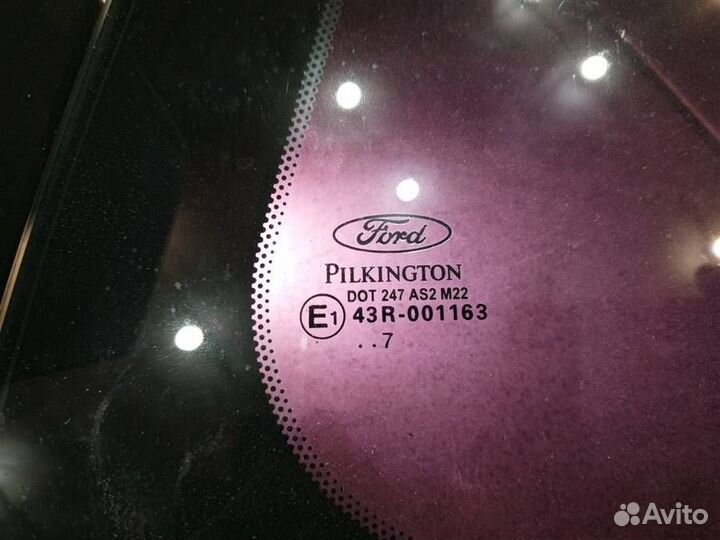 Ford
PILKINGTON
DOT 247 AS2 M22
E1 43R-001163
..7
Avito